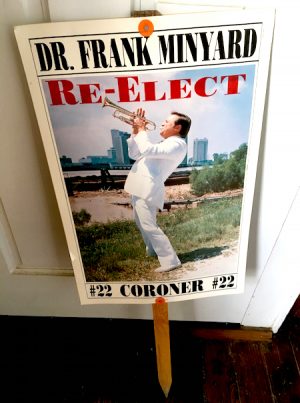 DR. FRANK MINYARD
RE-ELECT
#22 CORONER #22